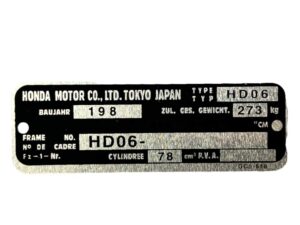 HONDA MOTOR CO., LTD. TOKYO JAPAN TYPE TYP HD06
BAUJAHR 198 ZUL. GES. GEWICHT. 273 kg
"CM
FRAME NO. HD06-
Nº DE CADRE
Fz-I-Nr. CYLINDREE 78 cm³ P.V.A.